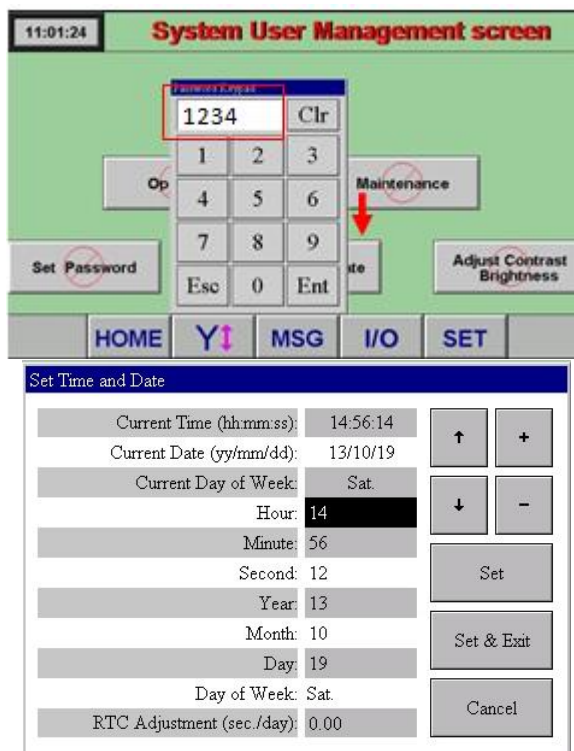 11:01:24 System User Management screen
Password Keypad
1234 Clr
1 2 3
Op Maintenance
4 5 6
7 8 9
Set Password te Adjust Contrast
Brightness
Esc 0 Ent
HOME Y MSG I/O SET
Set Time and Date
Current Time (hh:mm:ss): 14:56:14
Current Date (yy/mm/dd): 13/10/19
Current Day of Week: Sat.
Hour: 14
Minute: 56
Second: 12
Year: 13
Month: 10
Day: 19
Day of Week: Sat.
RTC Adjustment (sec./day): 0.00
↑ +
↓ −
Set
Set & Exit
Cancel